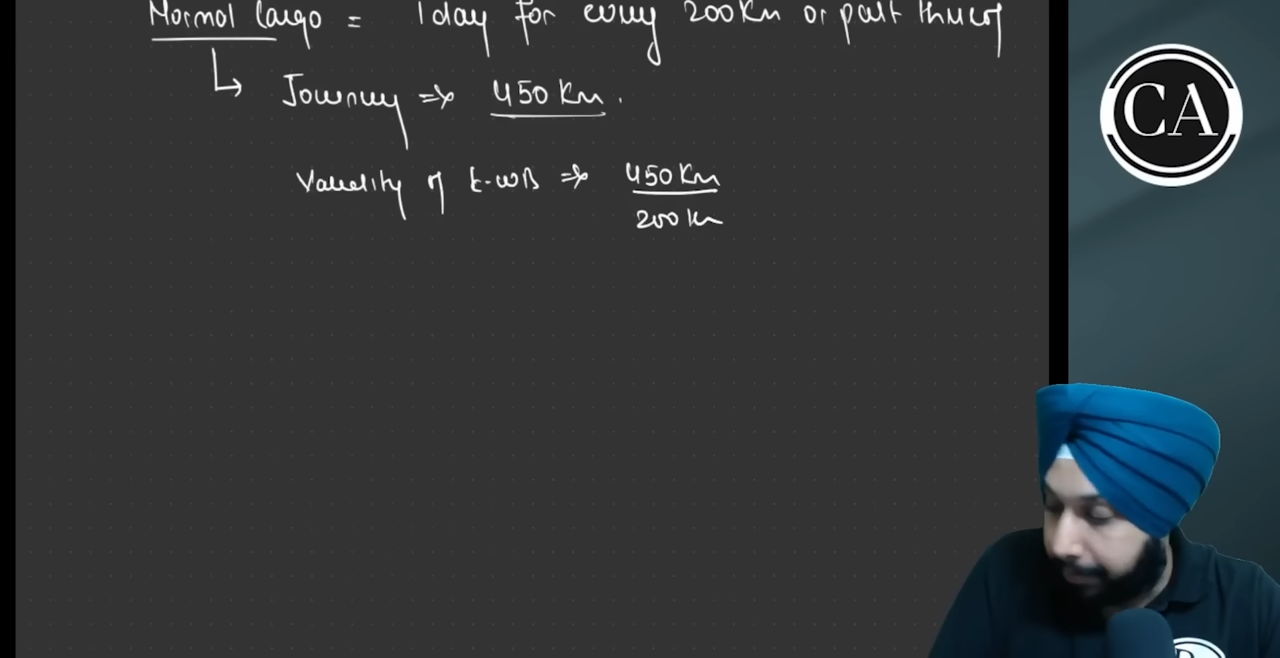 Normal Cargo = 1 day for every 200 Km or part thereof
CA
↳ Journey ⇒ 450 Km.
Validity of E-WB ⇒ 450 Km
200 Km